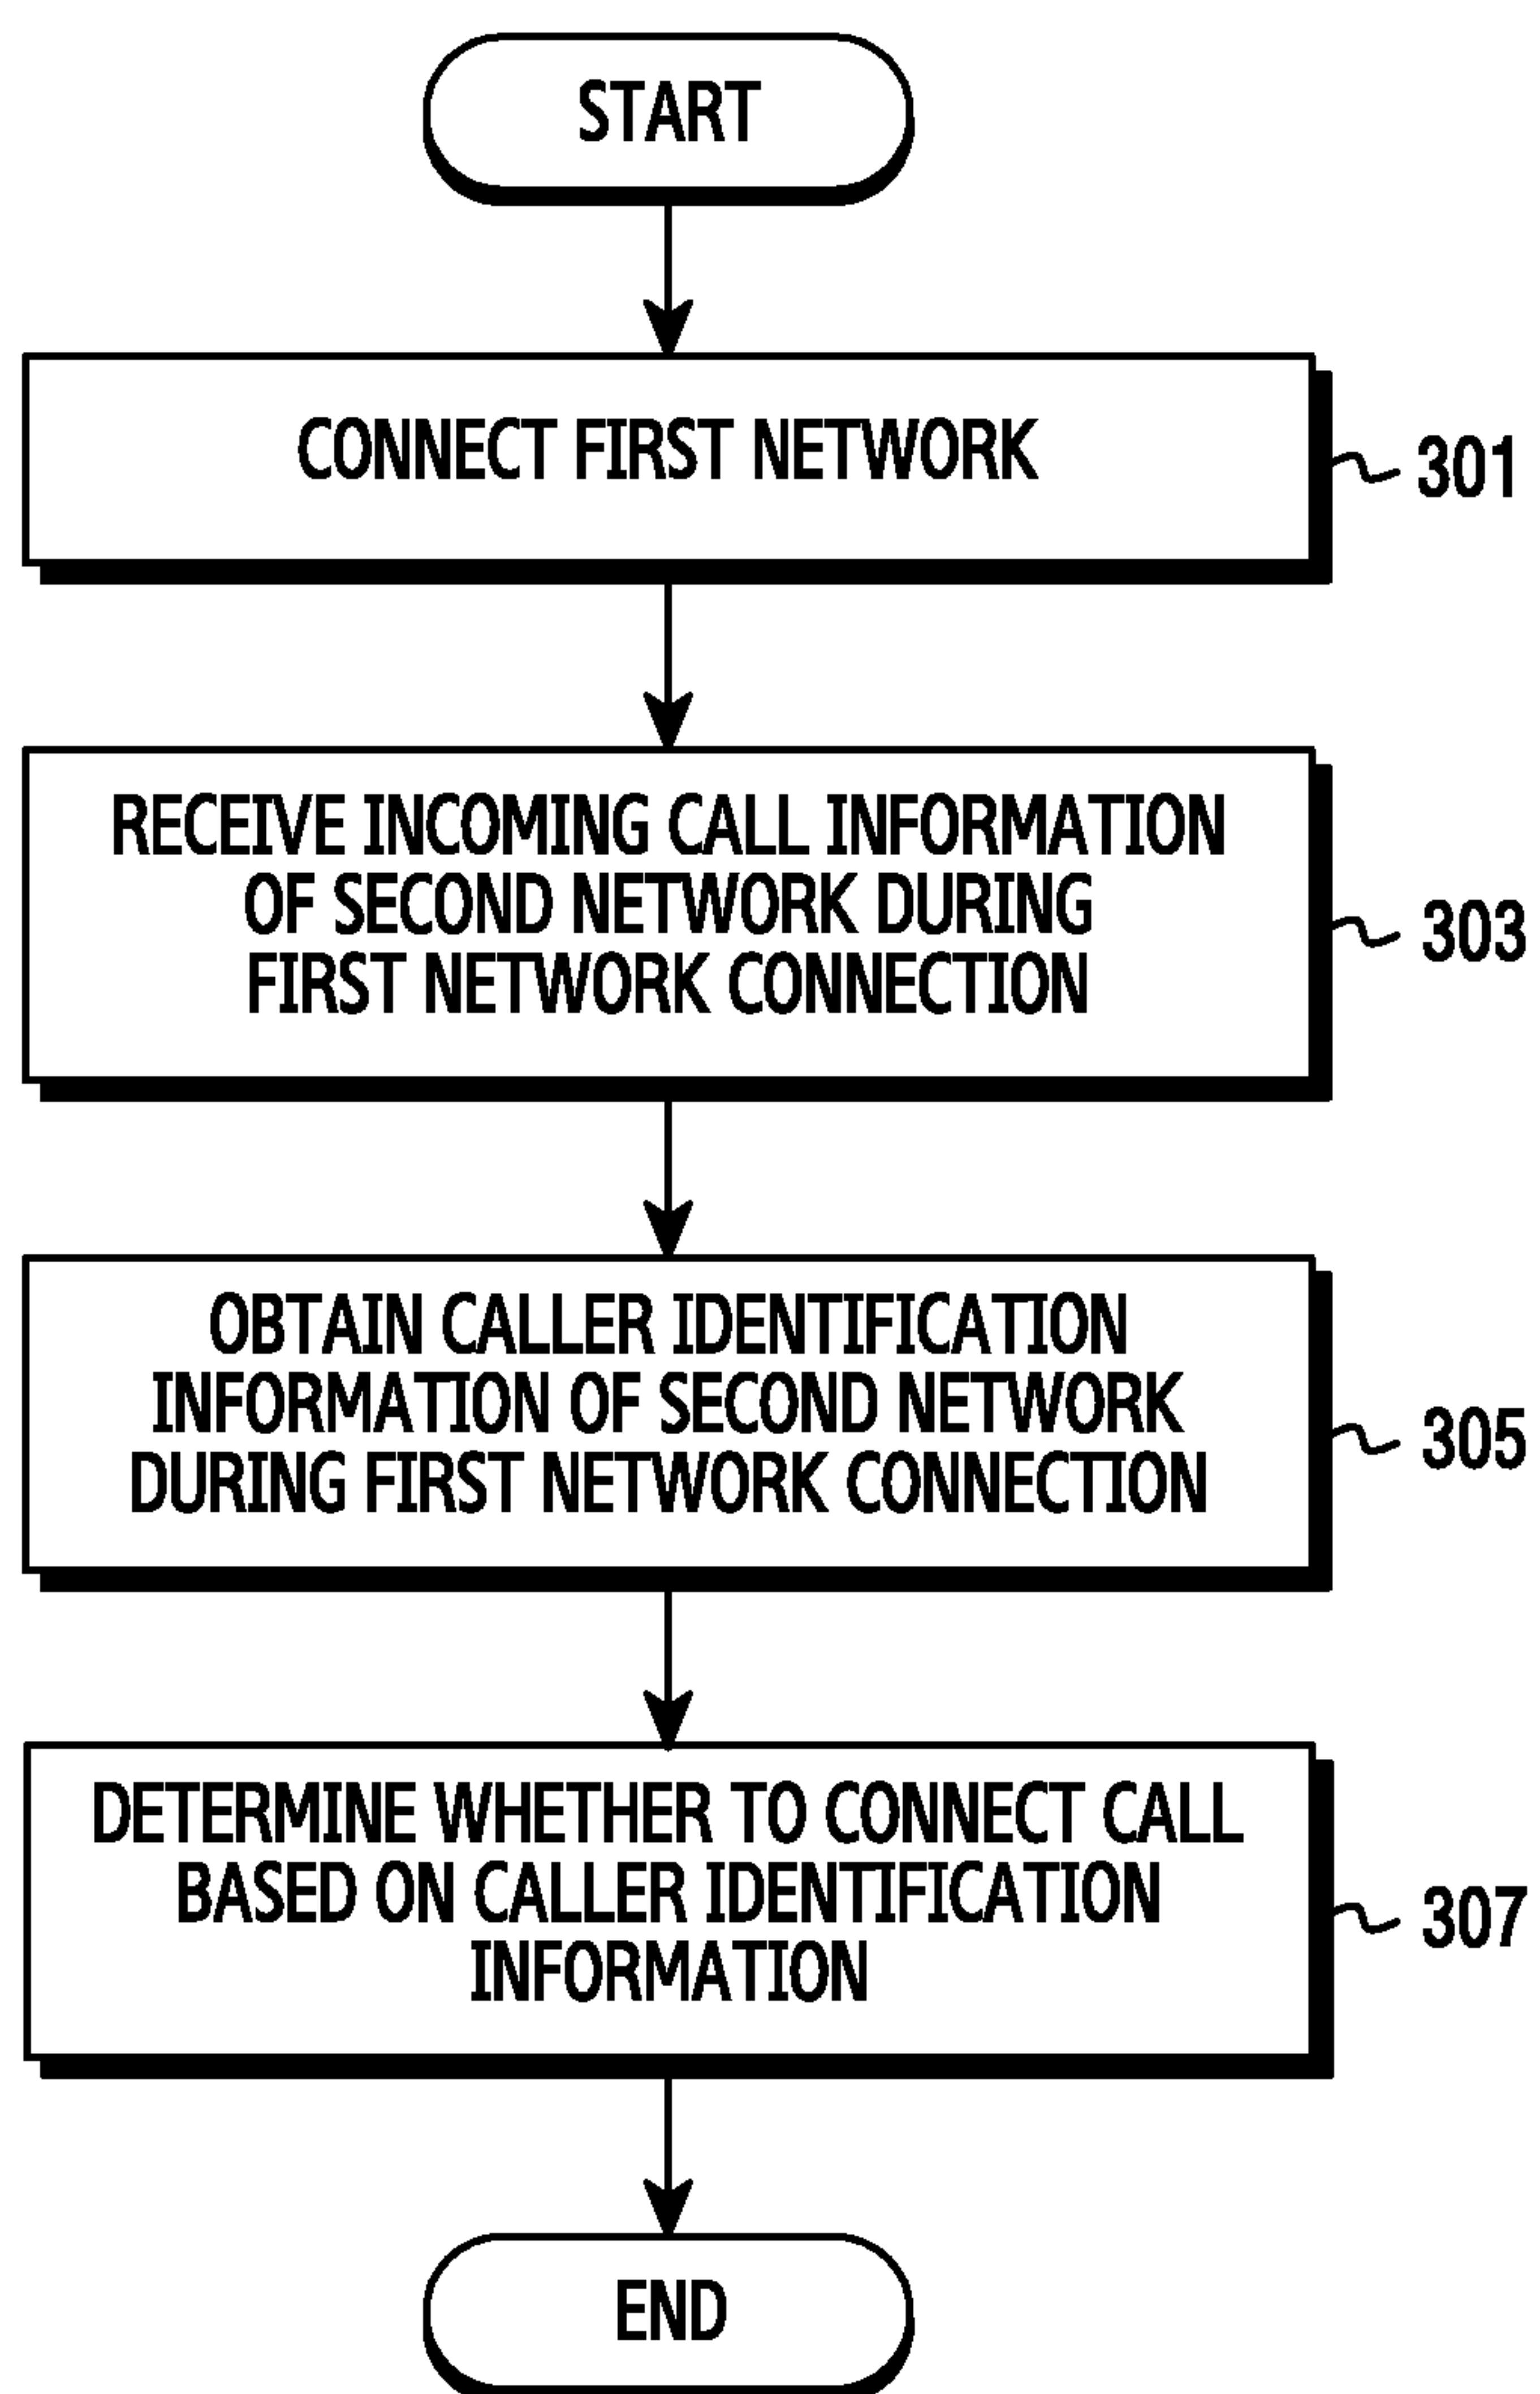 START
CONNECT FIRST NETWORK
301
RECEIVE INCOMING CALL INFORMATION
OF SECOND NETWORK DURING
FIRST NETWORK CONNECTION
303
OBTAIN CALLER IDENTIFICATION
INFORMATION OF SECOND NETWORK
DURING FIRST NETWORK CONNECTION
305
DETERMINE WHETHER TO CONNECT CALL
BASED ON CALLER IDENTIFICATION
INFORMATION
307
END